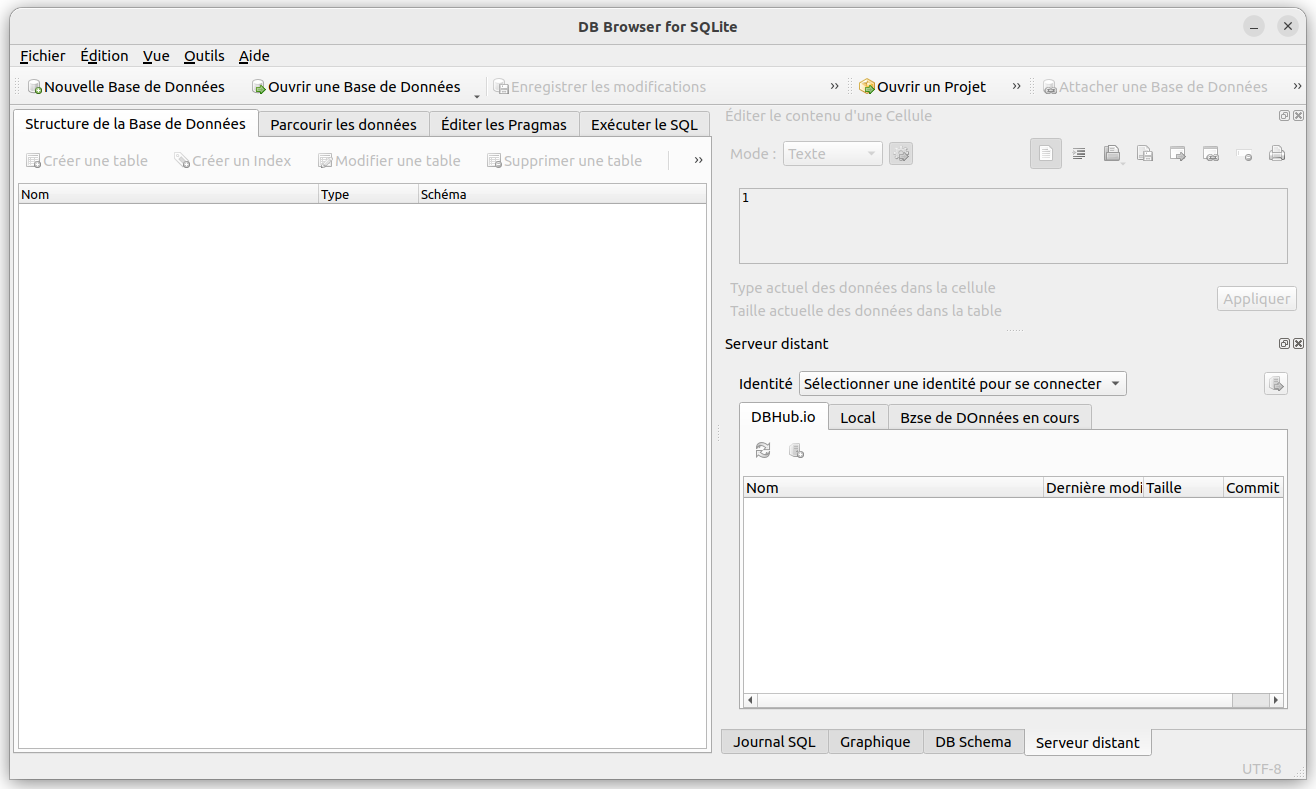 DB Browser for SQLite
Fichier Édition Vue Outils Aide
Nouvelle Base de Données Ouvrir une Base de Données Enregistrer les modifications » Ouvrir un Projet » Attacher une Base de Données »
Structure de la Base de Données Parcourir les données Éditer les Pragmas Exécuter le SQL
Créer une table Créer un Index Modifier une table Supprimer une table »
Nom Type Schéma
Éditer le contenu d'une Cellule
Mode : Texte
1
Type actuel des données dans la cellule
Taille actuelle des données dans la table
Appliquer
Serveur distant
Identité Sélectionner une identité pour se connecter
DBHub.io Local Bzse de DOnnées en cours
Nom Dernière modi Taille Commit
Journal SQL Graphique DB Schema Serveur distant
UTF-8